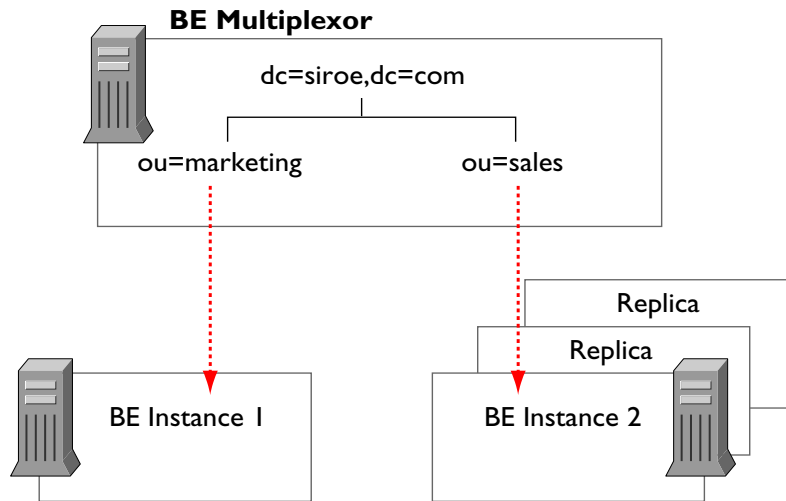 BE Multiplexor
dc=siroe,dc=com
ou=marketing
ou=sales
Replica
Replica
BE Instance 1
BE Instance 2